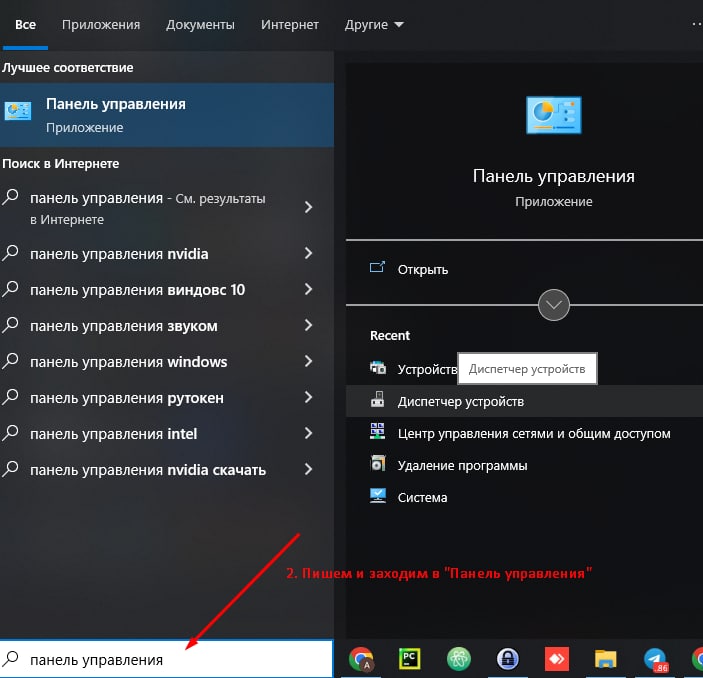 Все Приложения Документы Интернет Другие
Лучшее соответствие
Панель управления
Приложение
Поиск в Интернете
панель управления - См. результаты
в Интернете
панель управления nvidia
панель управления виндовс 10
панель управления звуком
панель управления windows
панель управления рутокен
панель управления intel
панель управления nvidia скачать
Панель управления
Приложение
Открыть
Recent
Устройств
Диспетчер устройств
Диспетчер устройств
Центр управления сетями и общим доступом
Удаление программы
Система
2. Пишем и заходим в "Панель управления"
панель управления
A
PC
86